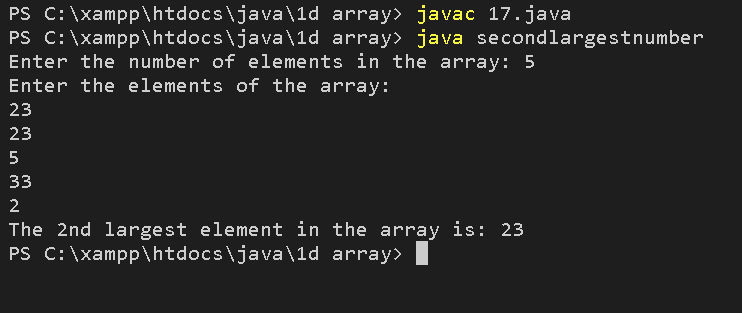 PS C:\xampp\htdocs\java\1d array> javac 17.java
PS C:\xampp\htdocs\java\1d array> java secondlargestnumber
Enter the number of elements in the array: 5
Enter the elements of the array:
23
23
5
33
2
The 2nd largest element in the array is: 23
PS C:\xampp\htdocs\java\1d array>